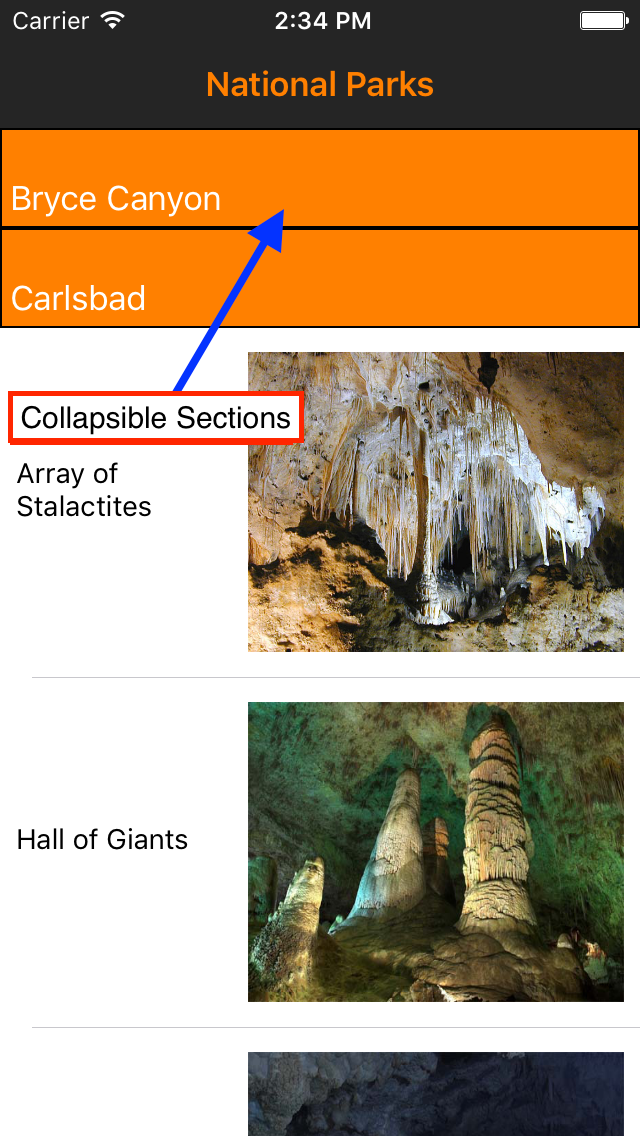 Carrier 2:34 PM
National Parks
Bryce Canyon
Carlsbad
Collapsible Sections
Array of
Stalactites
Hall of Giants